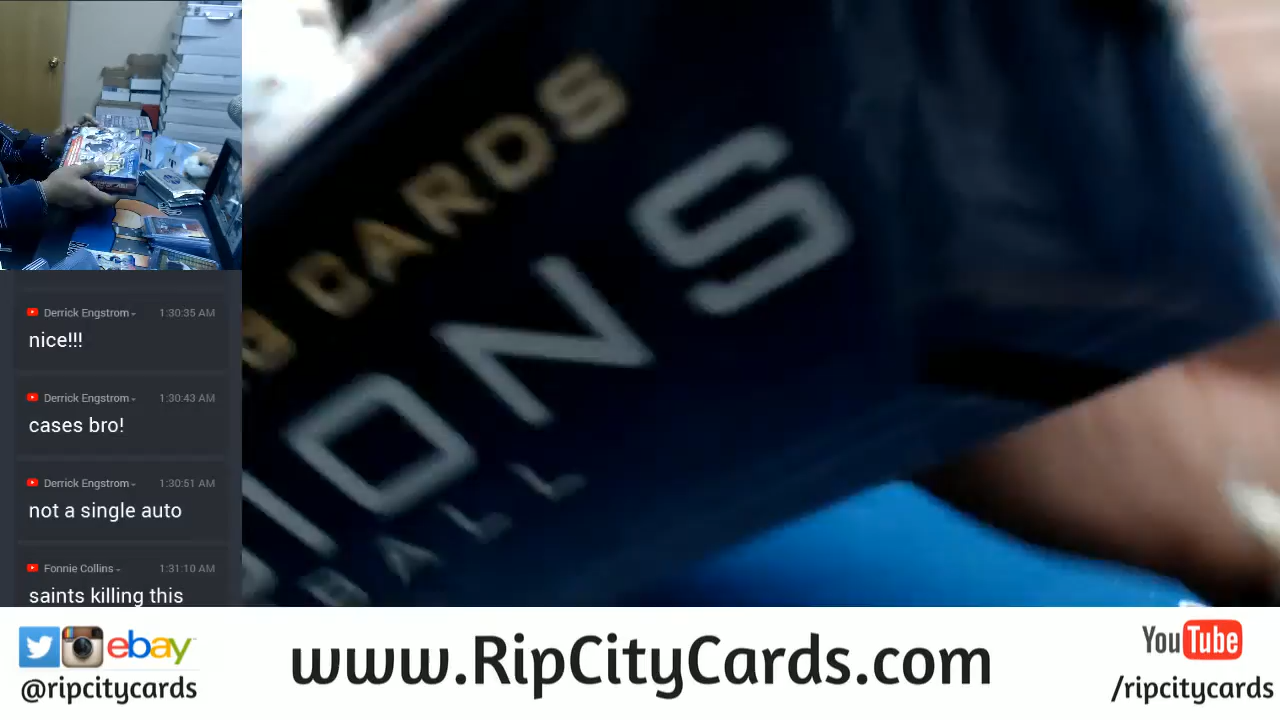 CARDS
Derrick Engstrom 1:30:35 AM
nice!!!
Derrick Engstrom 1:30:43 AM
cases bro!
Derrick Engstrom 1:30:51 AM
not a single auto
Fonnie Collins 1:31:10 AM
saints killing this
ebay
@ripcitycards
www.RipCityCards.com
YouTube
/ripcitycards